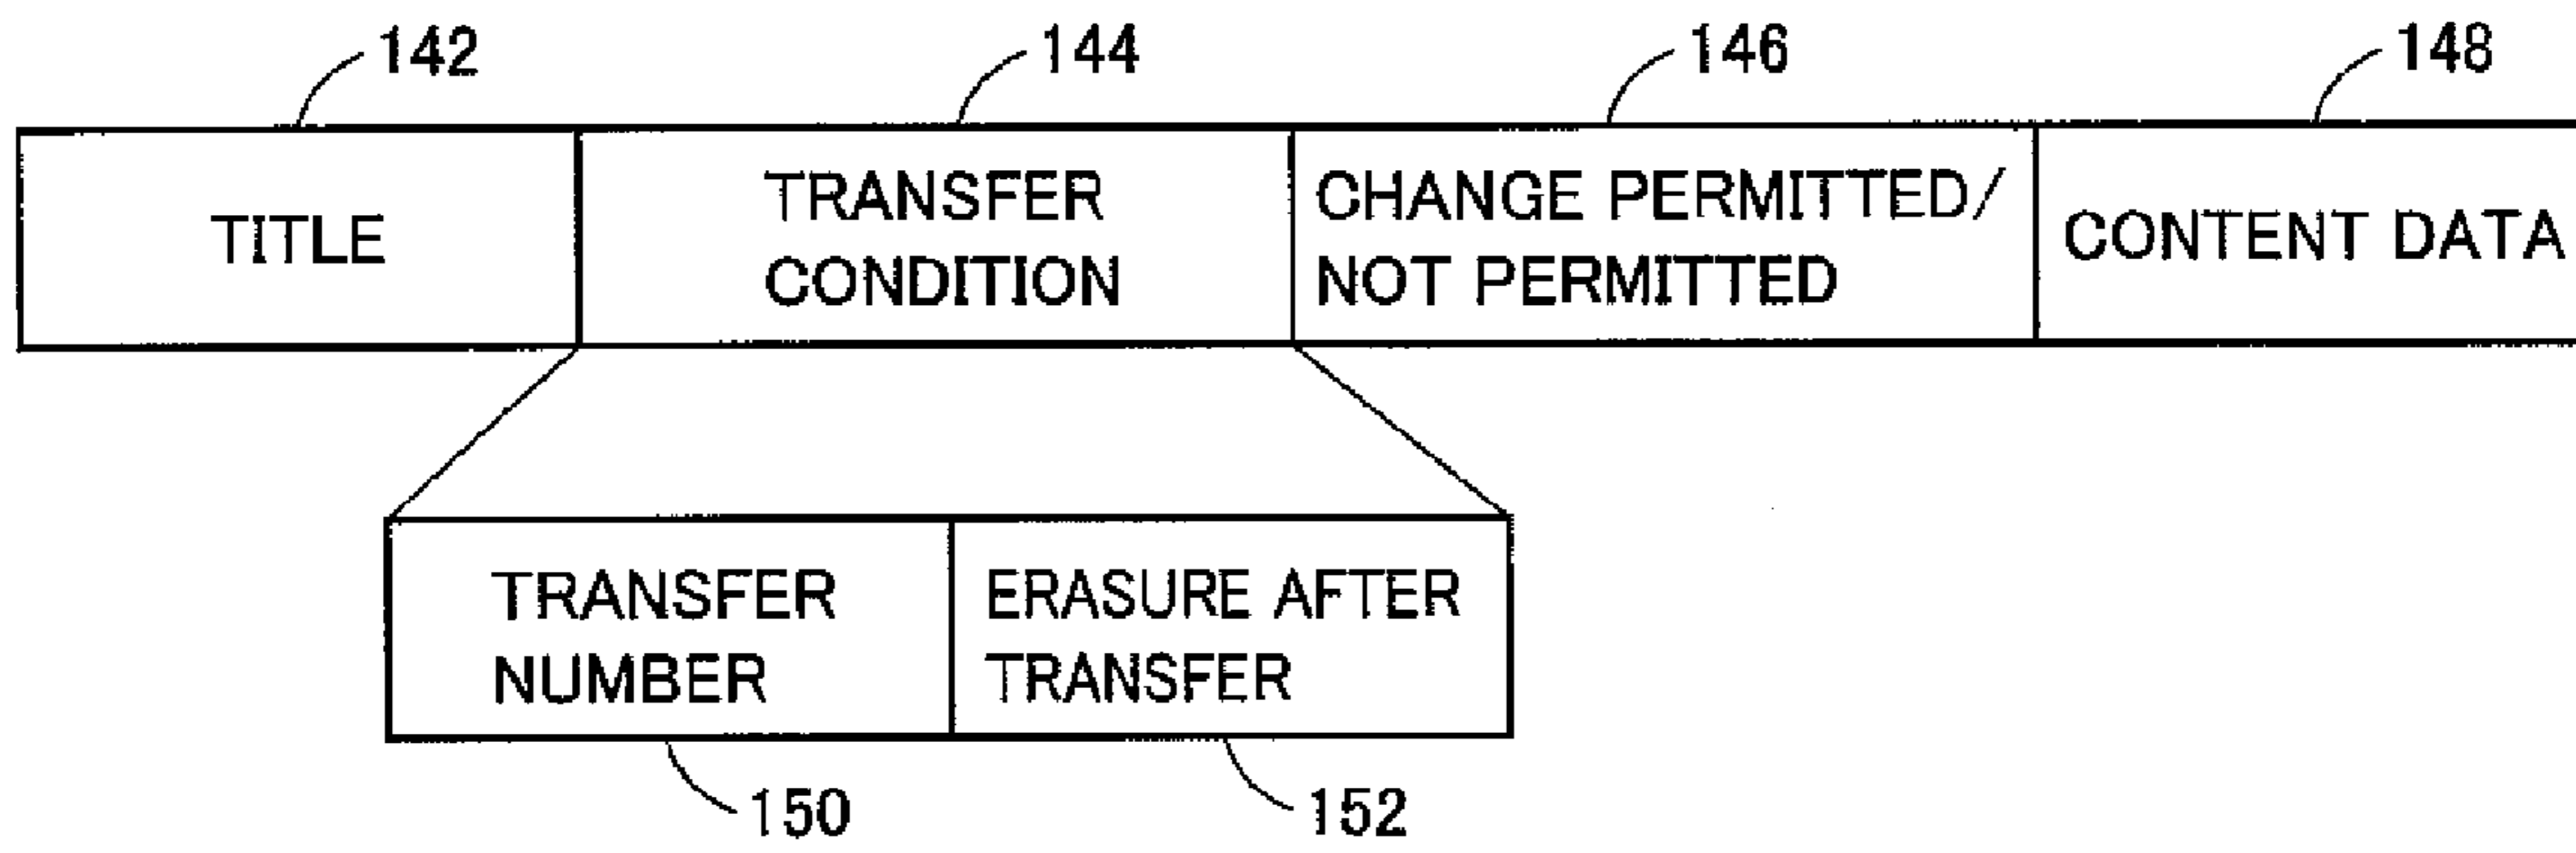 142
144
146
148
TITLE
TRANSFER
CONDITION
CHANGE PERMITTED/
NOT PERMITTED
CONTENT DATA
TRANSFER
NUMBER
ERASURE AFTER
TRANSFER
150
152